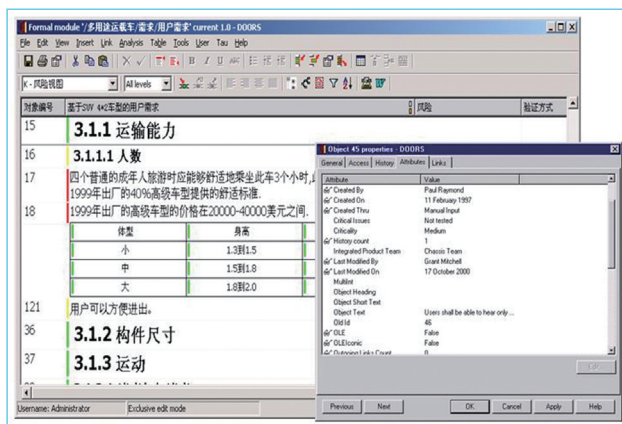 Formal module '/多用途运载车/需求/用户需求' current 1.0 - DOORS
File Edit View Insert Link Analysis Table Tools User Tau Help
K - 风险视图 All levels
对象编号 基于SW 4*2车型的用户需求 风险 验证方式
15 3.1.1 运输能力
16 3.1.1.1 人数
17 四个普通的成年人旅游时应能够舒适地乘坐此车3个小时,
1999年出厂的40%高级车型提供的舒适标准.
18 1999年出厂的高级车型的价格在20000-40000美元之间.
体型 身高
小 1.3到1.5
中 1.5到1.8
大 1.8到2.0
121 用户可以方便进出。
36 3.1.2 构件尺寸
37 3.1.3 运动
Username: Administrator Exclusive edit mode
Object 45 properties - DOORS
General Access History Attributes Links
Attribute Value
Created By Paul Raymond
Created On 11 February 1997
Created Thru Manual Input
Critical Issues Not tested
Criticality Medium
History count 1
Integrated Product Team Chassis Team
Last Modified By Grant Mitchell
Last Modified On 17 October 2000
MultiInt
Object Heading
Object Short Text
Object Text Users shall be able to hear only ...
Old Id 46
OLE False
OLEIconic False
Outgoing Links Count 0
Edit...
Previous Next OK Cancel Apply Help